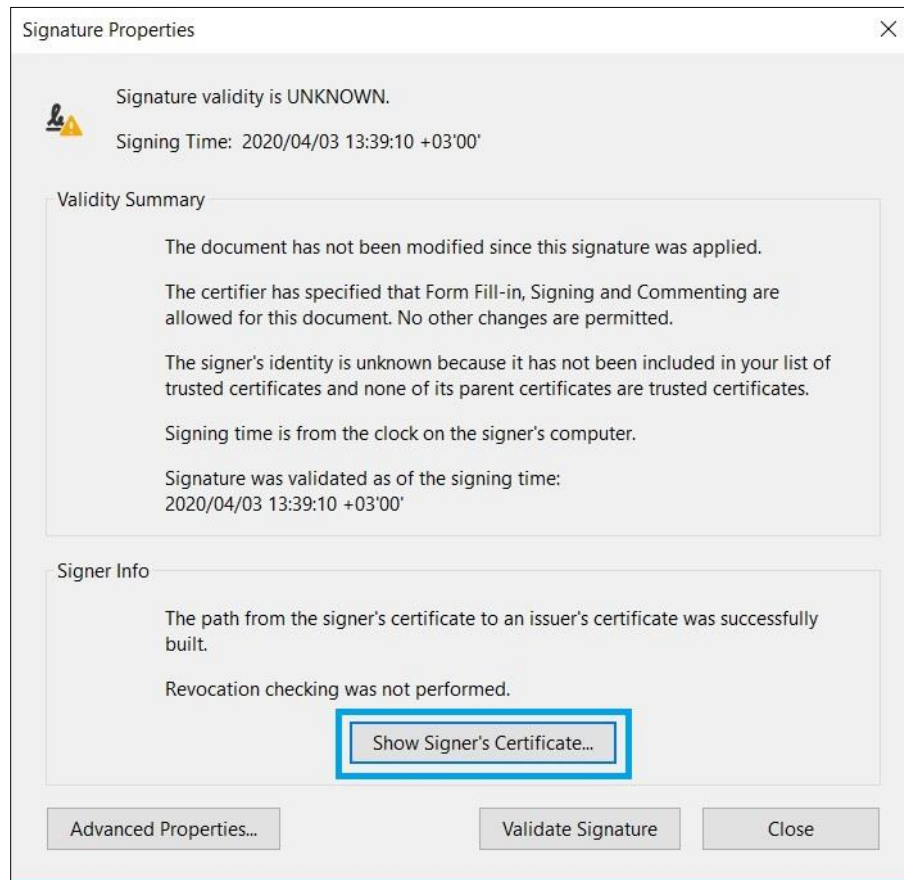 Signature Properties
Signature validity is UNKNOWN.
Signing Time: 2020/04/03 13:39:10 +03'00'
Validity Summary
The document has not been modified since this signature was applied.
The certifier has specified that Form Fill-in, Signing and Commenting are
allowed for this document. No other changes are permitted.
The signer's identity is unknown because it has not been included in your list of
trusted certificates and none of its parent certificates are trusted certificates.
Signing time is from the clock on the signer's computer.
Signature was validated as of the signing time:
2020/04/03 13:39:10 +03'00'
Signer Info
The path from the signer's certificate to an issuer's certificate was successfully
built.
Revocation checking was not performed.
Show Signer's Certificate...
Advanced Properties...
Validate Signature
Close